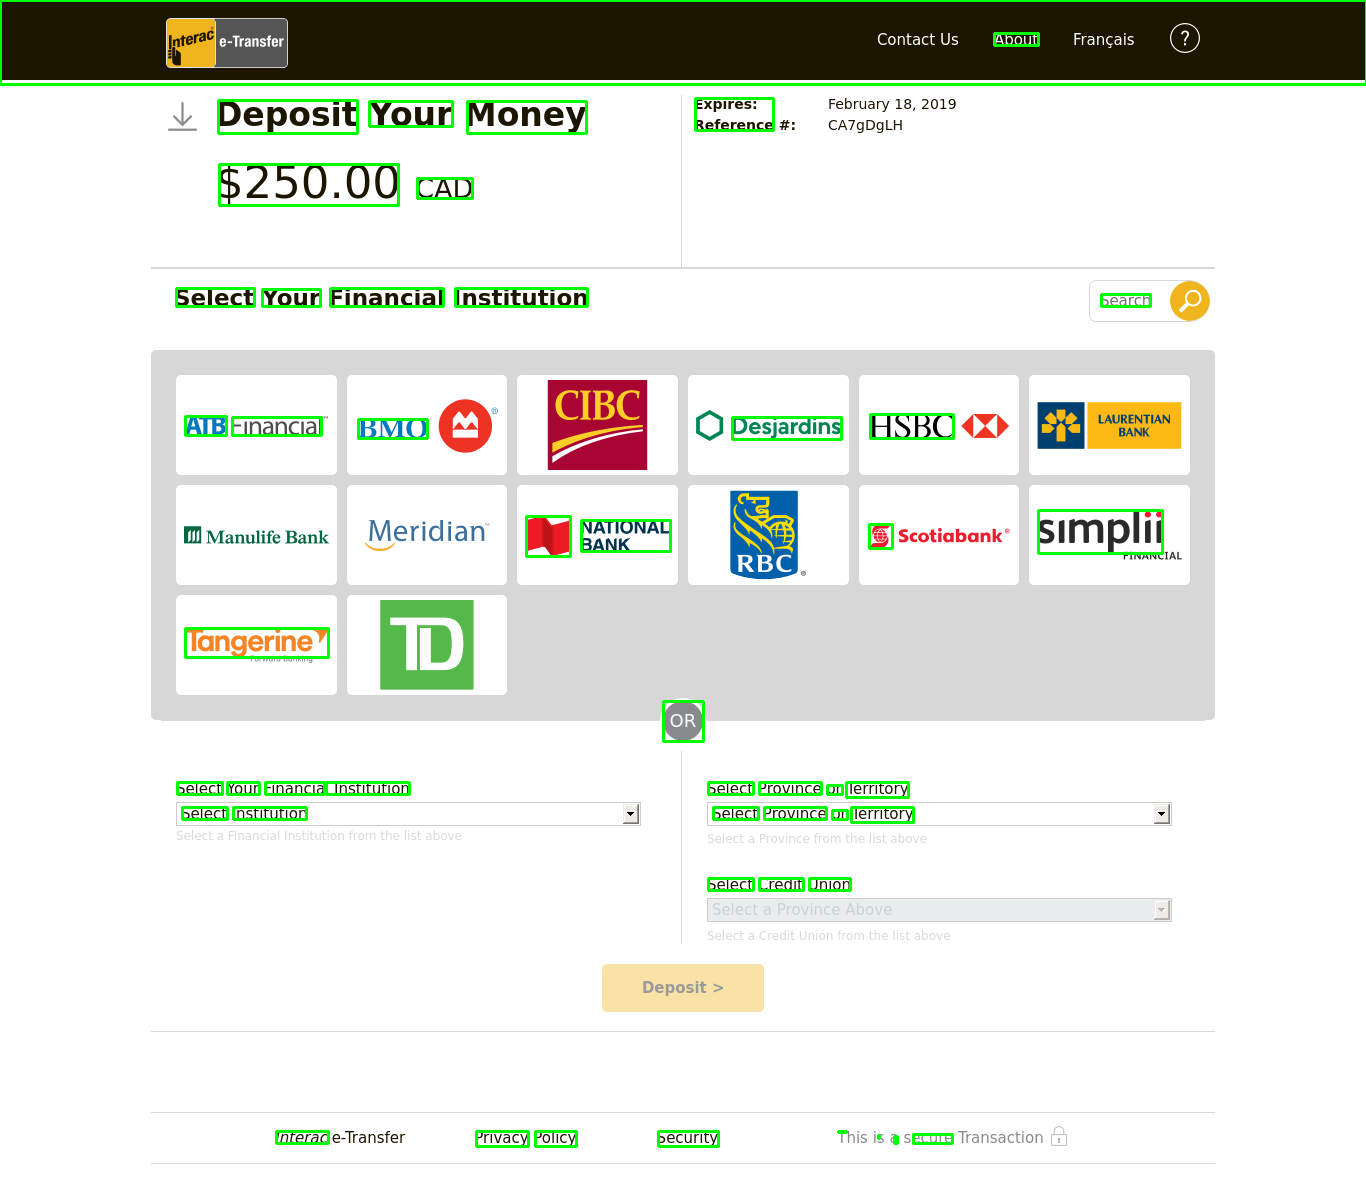 Interac e-Transfer
Contact Us About Français ?
Deposit Your Money
$250.00 CAD
Expires: February 18, 2019
Reference #: CA7gDgLH
Select Your Financial Institution
Search
ATB Financial™
BMO ®
CIBC
Desjardins
HSBC
LAURENTIAN
BANK
Manulife Bank
Meridian™
NATIONAL
BANK
RBC ®
Scotiabank®
simplii
FINANCIAL
Tangerine
Forward Banking
TD
OR
Select Your Financial Institution
Select Institution
Select a Financial Institution from the list above
Select Province or Territory
Select Province or Territory
Select a Province from the list above
Select Credit Union
Select a Province Above
Select a Credit Union from the list above
Deposit >
Interac e-Transfer Privacy Policy Security This is a secure Transaction